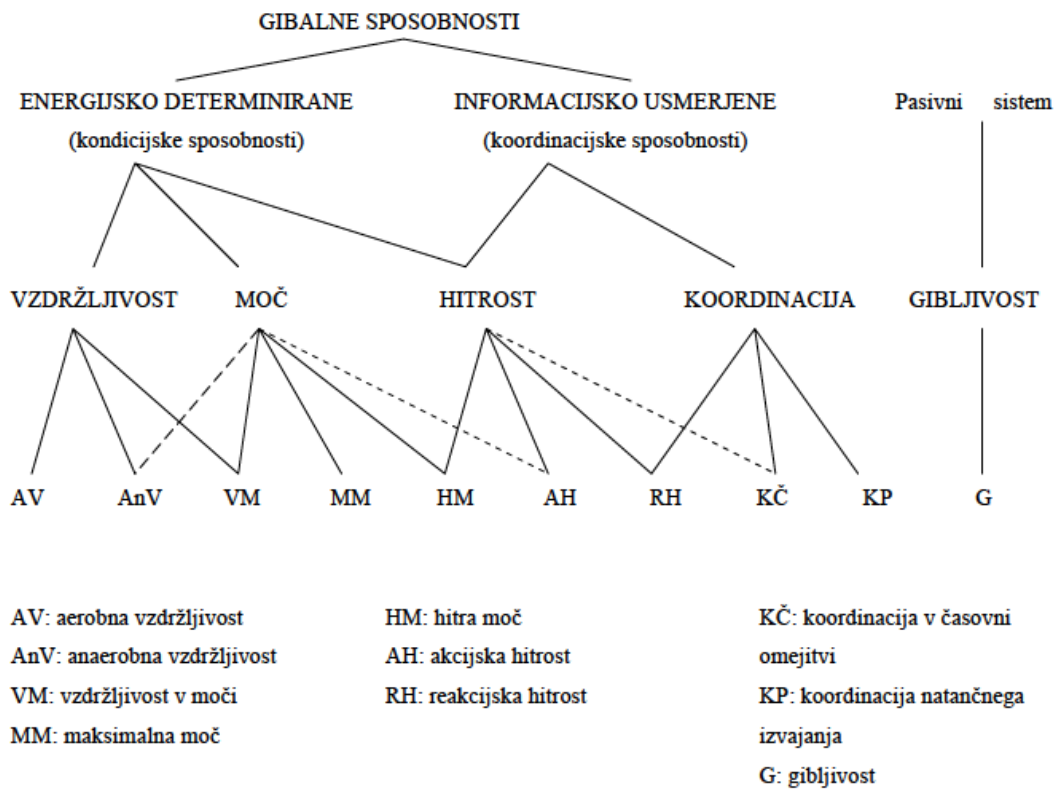 GIBALNE SPOSOBNOSTI
ENERGIJSKO DETERMINIRANE INFORMACIJSKO USMERJENE Pasivni sistem
(kondicijske sposobnosti) (koordinacijske sposobnosti)
VZDRŽLJIVOST MOČ HITROST KOORDINACIJA GIBLJIVOST
AV AnV VM MM HM AH RH KČ KP G
AV: aerobna vzdržljivost
AnV: anaerobna vzdržljivost
VM: vzdržljivost v moči
MM: maksimalna moč
HM: hitra moč
AH: akcijska hitrost
RH: reakcijska hitrost
KČ: koordinacija v časovni
omejitvi
KP: koordinacija natančnega
izvajanja
G: gibljivost